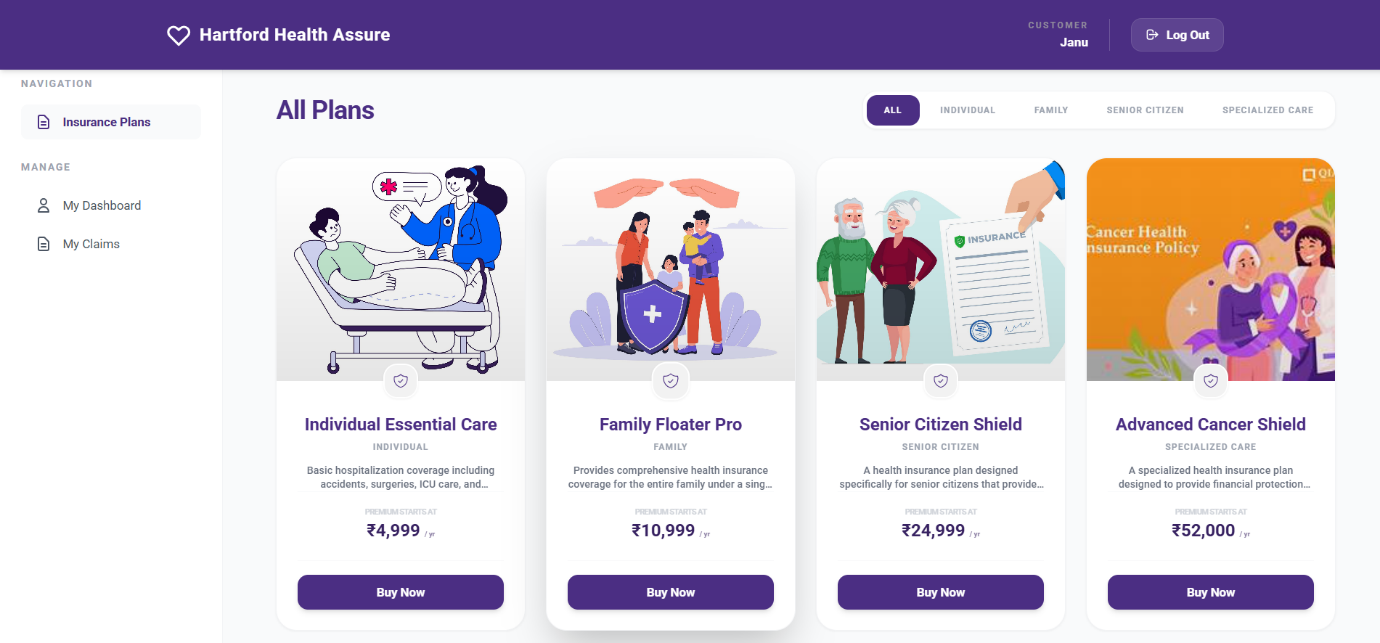 Hartford Health Assure
CUSTOMER
Janu
Log Out
NAVIGATION
Insurance Plans
MANAGE
My Dashboard
My Claims
All Plans
ALL
INDIVIDUAL
FAMILY
SENIOR CITIZEN
SPECIALIZED CARE
Individual Essential Care
INDIVIDUAL
Basic hospitalization coverage including
accidents, surgeries, ICU care, and...
PREMIUM STARTS AT
₹4,999 / yr
Buy Now
Family Floater Pro
FAMILY
Provides comprehensive health insurance
coverage for the entire family under a sing...
PREMIUM STARTS AT
₹10,999 / yr
Buy Now
INSURANCE
Senior Citizen Shield
SENIOR CITIZEN
A health insurance plan designed
specifically for senior citizens that provide...
PREMIUM STARTS AT
₹24,999 / yr
Buy Now
Cancer Health
nsurance Policy
Advanced Cancer Shield
SPECIALIZED CARE
A specialized health insurance plan
designed to provide financial protection...
PREMIUM STARTS AT
₹52,000 / yr
Buy Now